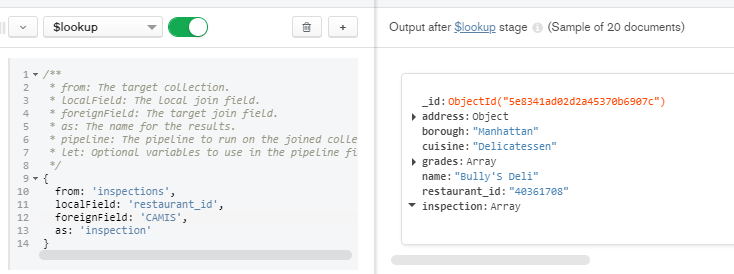 $lookup
Output after $lookup stage (Sample of 20 documents)
1 /**
2 * from: The target collection.
3 * localField: The local join field.
4 * foreignField: The target join field.
5 * as: The name for the results.
6 * pipeline: The pipeline to run on the joined colle
7 * let: Optional variables to use in the pipeline fi
8 */
9 {
10 from: 'inspections',
11 localField: 'restaurant_id',
12 foreignField: 'CAMIS',
13 as: 'inspection'
14 }
_id:ObjectId("5e8341ad02d2a45370b6907c")
address:Object
borough:"Manhattan"
cuisine:"Delicatessen"
grades:Array
name:"Bully'S Deli"
restaurant_id:"40361708"
inspection:Array